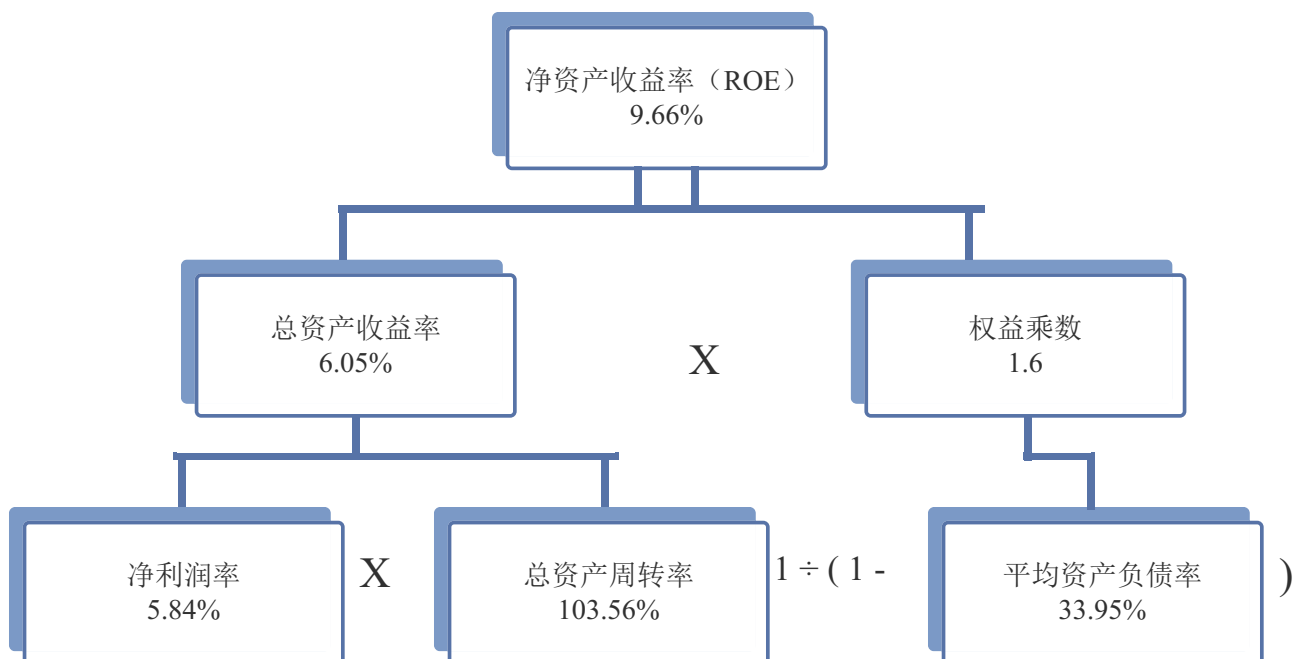 净资产收益率（ROE）
9.66%
总资产收益率
6.05%
X
权益乘数
1.6
净利润率
5.84%
X
总资产周转率
103.56%
1 ÷ ( 1 -
平均资产负债率
33.95%
)